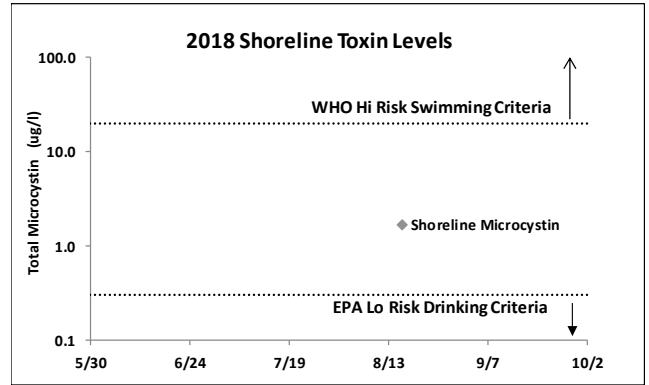 2018 Shoreline Toxin Levels
Total Microcystin (ug/l)
100.0
10.0
1.0
0.1
WHO Hi Risk Swimming Criteria
Shoreline Microcystin
EPA Lo Risk Drinking Criteria
5/30 6/24 7/19 8/13 9/7 10/2